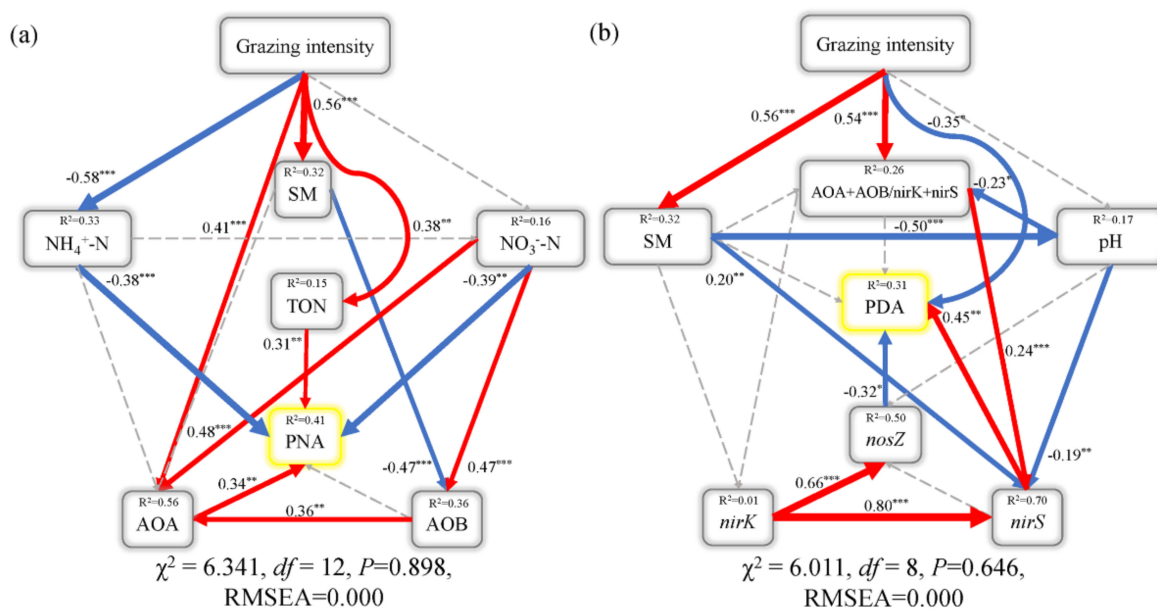 (a)
Grazing intensity
0.56***
-0.58***
R²=0.32
SM
R²=0.33
NH₄⁺-N
0.41***
0.38**
R²=0.16
NO₃⁻-N
-0.38***
-0.39**
R²=0.15
TON
0.31**
R²=0.41
PNA
0.48***
-0.47***
0.47***
0.34**
R²=0.56
AOA
0.36**
R²=0.36
AOB
χ² = 6.341, df = 12, P=0.898,
RMSEA=0.000
(b)
Grazing intensity
0.56***
0.54***
-0.35*
R²=0.26
AOA+AOB/nirK+nirS
-0.23*
R²=0.32
SM
-0.50***
R²=0.17
pH
0.20**
R²=0.31
PDA
0.45**
0.24***
-0.32*
R²=0.50
nosZ
-0.19**
0.66***
R²=0.01
nirK
0.80***
R²=0.70
nirS
χ² = 6.011, df = 8, P=0.646,
RMSEA=0.000